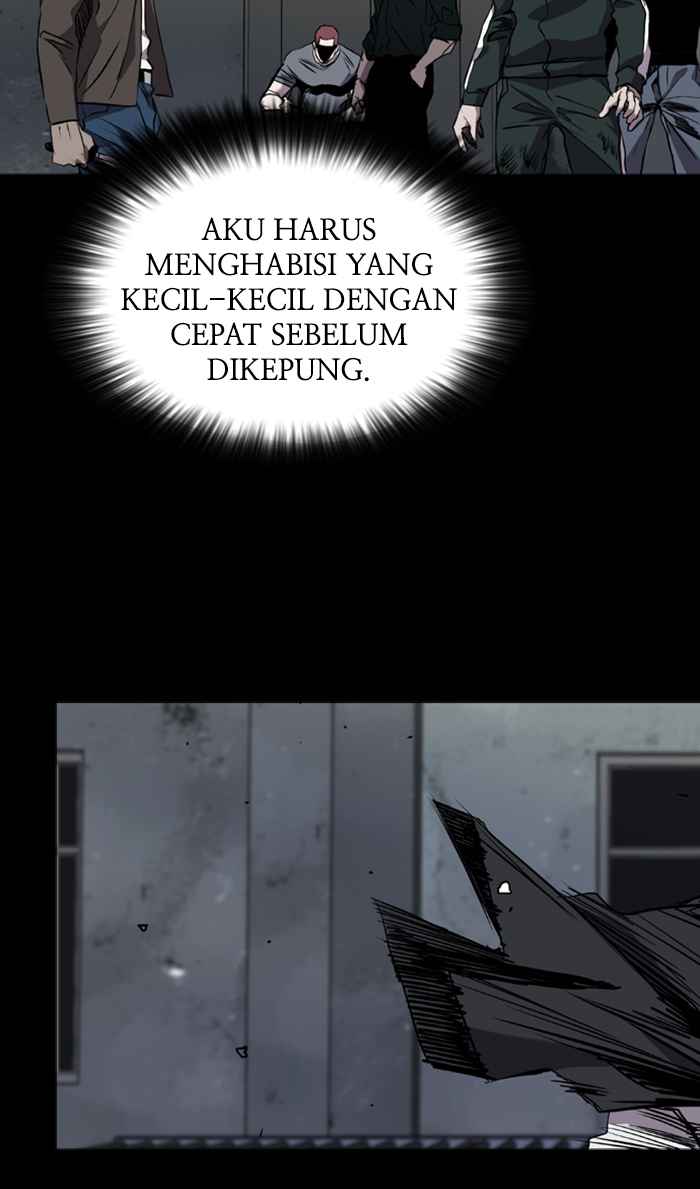 AKU HARUS
MENGHABISI YANG
KECIL-KECIL DENGAN
CEPAT SEBELUM
DIKEPUNG.